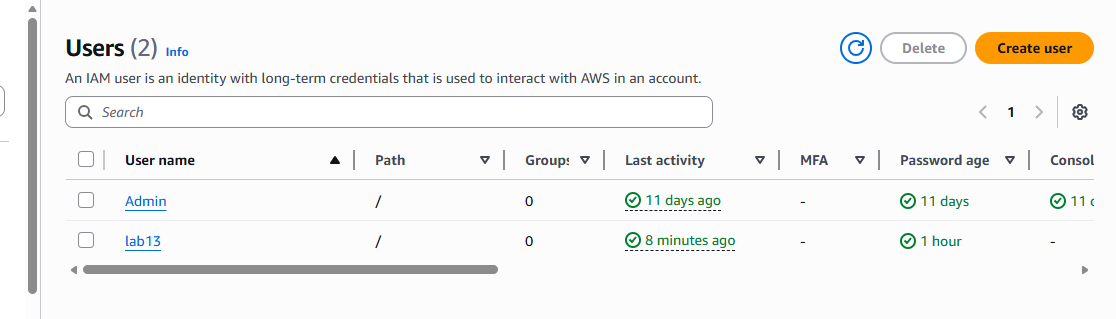 Users (2) Info
Delete
Create user
An IAM user is an identity with long-term credentials that is used to interact with AWS in an account.
Search
1
User name Path Groups Last activity MFA Password age Consol
Admin / 0 11 days ago - 11 days 11 d
lab13 / 0 8 minutes ago - 1 hour -